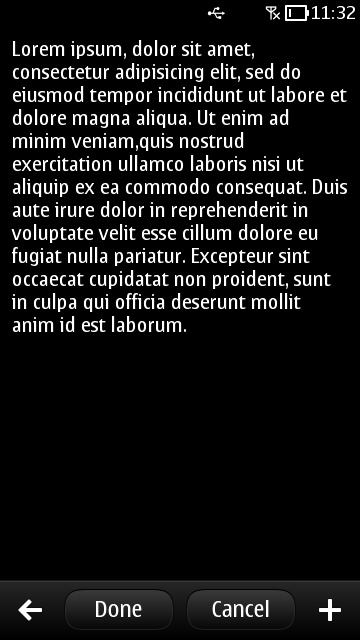 11:32
Lorem ipsum, dolor sit amet,
consectetur adipisicing elit, sed do
eiusmod tempor incididunt ut labore et
dolore magna aliqua. Ut enim ad
minim veniam,quis nostrud
exercitation ullamco laboris nisi ut
aliquip ex ea commodo consequat. Duis
aute irure dolor in reprehenderit in
voluptate velit esse cillum dolore eu
fugiat nulla pariatur. Excepteur sint
occaecat cupidatat non proident, sunt
in culpa qui officia deserunt mollit
anim id est laborum.
Done
Cancel